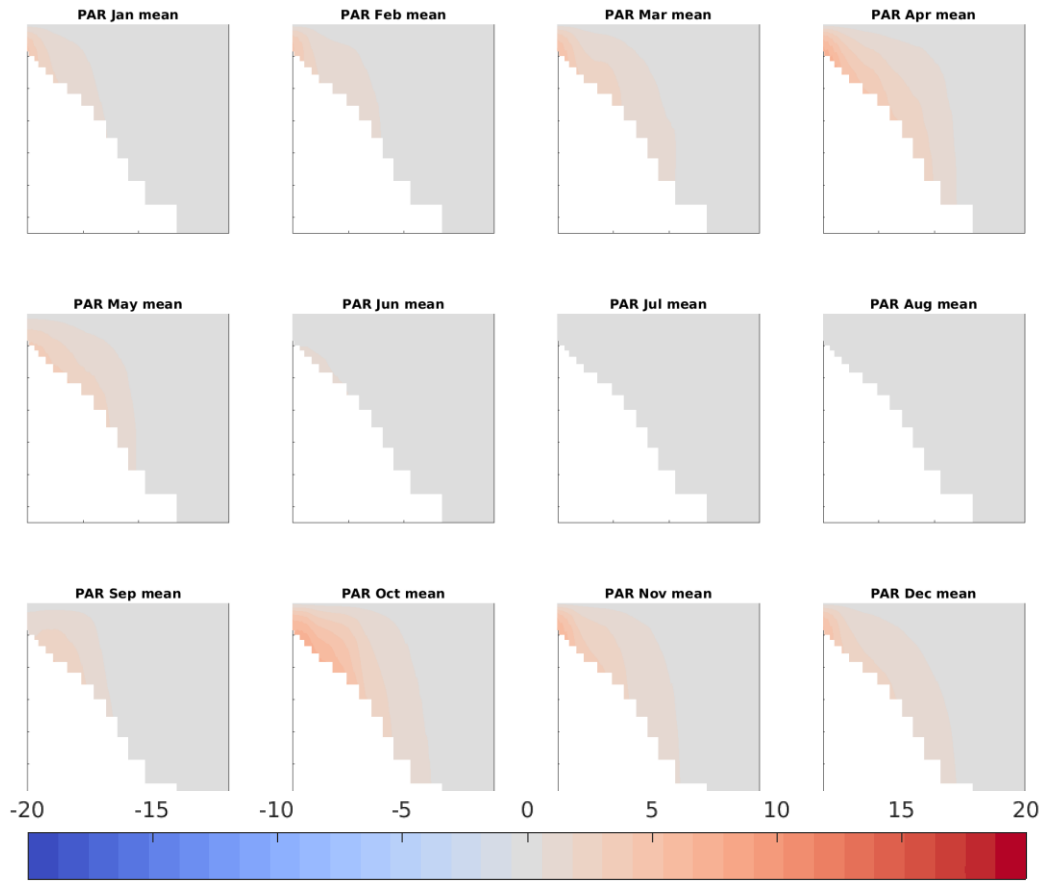 PAR Jan mean PAR Feb mean PAR Mar mean PAR Apr mean
PAR May mean PAR Jun mean PAR Jul mean PAR Aug mean
PAR Sep mean PAR Oct mean PAR Nov mean PAR Dec mean
-20 -15 -10 -5 0 5 10 15 20